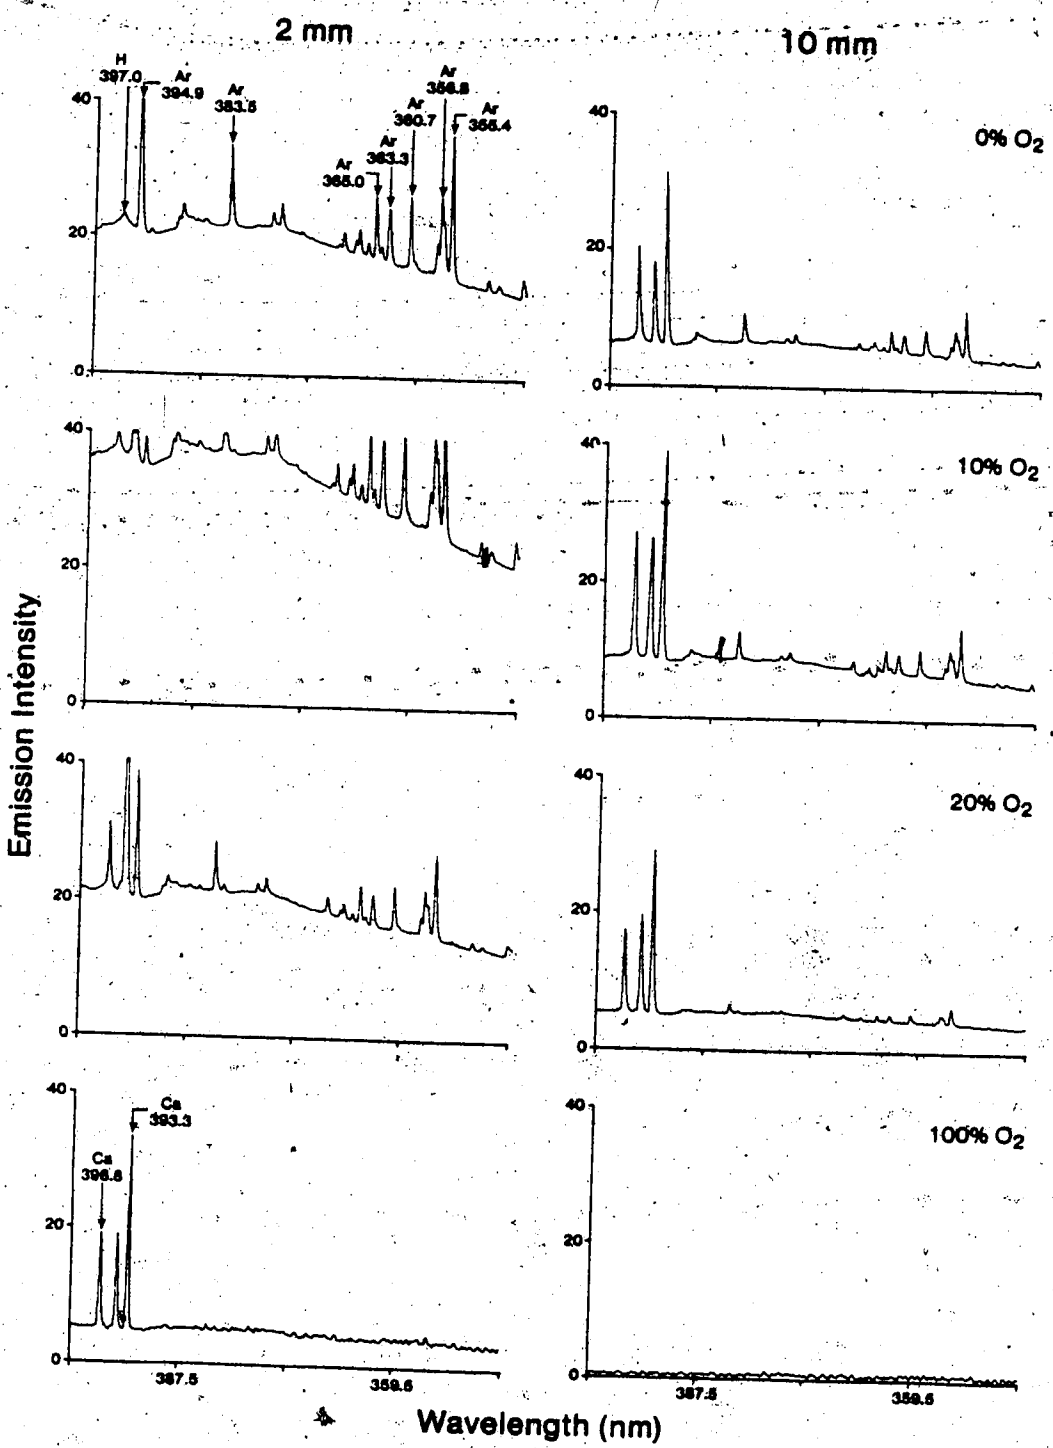 2 mm
10 mm
H
397.0
Ar
394.9
Ar
383.5
Ar
365.0
Ar
363.3
Ar
360.7
Ar
356.8
Ar
355.4
40
20
0
40
20
0
0% O2
40
20
0
40
20
0
10% O2
40
20
0
40
20
0
20% O2
Ca
396.8
Ca
393.3
40
20
0
387.5
359.5
40
20
0
100% O2
387.5
359.5
Emission Intensity
Wavelength (nm)